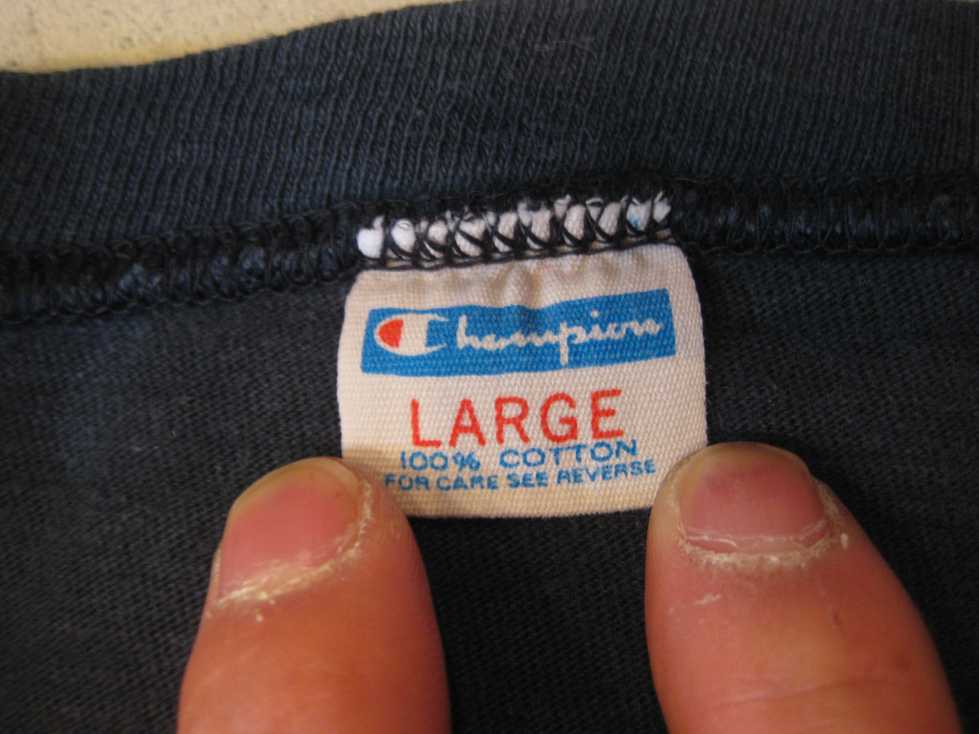 Champion
LARGE
100% COTTON
FOR CARE SEE REVERSE